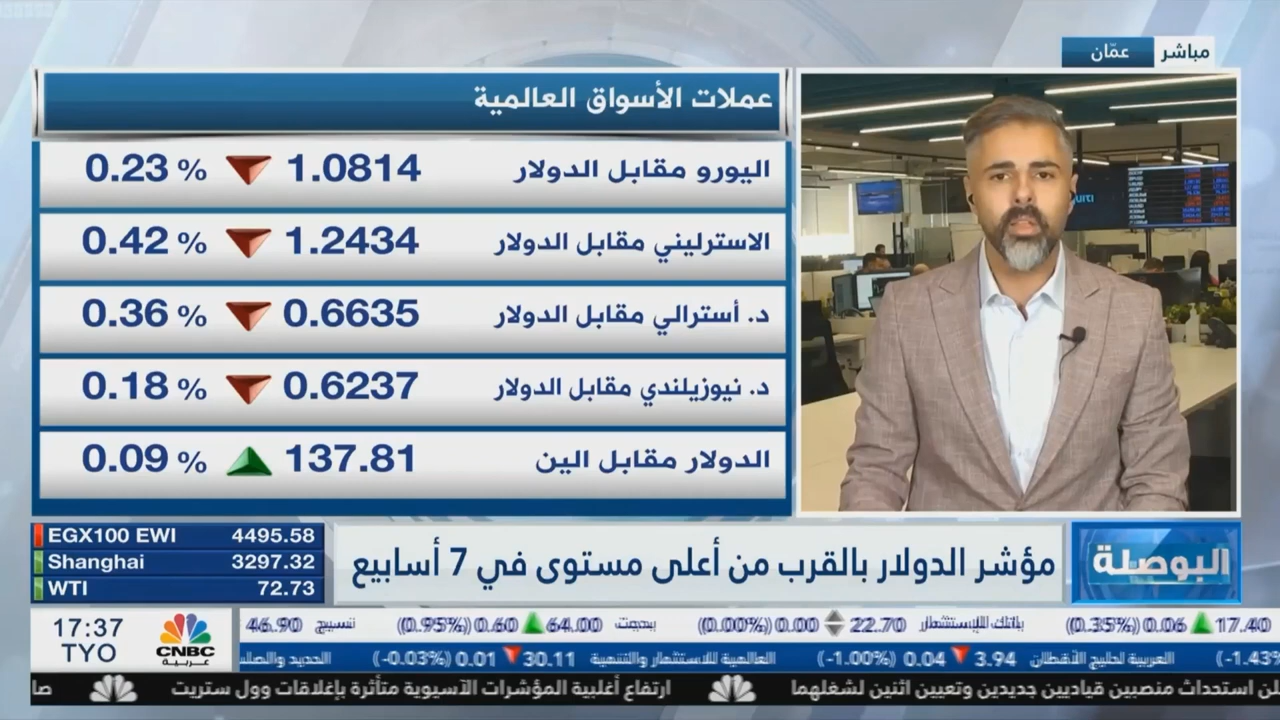 مباشر عمّان
عملات الأسواق العالمية
اليورو مقابل الدولار 1.0814 0.23 %
الاسترليني مقابل الدولار 1.2434 0.42 %
د. أسترالي مقابل الدولار 0.6635 0.36 %
د. نيوزيلندي مقابل الدولار 0.6237 0.18 %
الدولار مقابل الين 137.81 0.09 %
البوصلة
مؤشر الدولار بالقرب من أعلى مستوى في 7 أسابيع
EGX100 EWI 4495.58
Shanghai 3297.32
WTI 72.73
17:37
TYO
CNBC
عربية
17.40 0.06 (0.35%) 22.70 0.00 (0.00%) 64.00 0.60 (0.95%) 46.90
(-1.43% العربية لحليج الأقطان 3.94 0.04 (-1.00%) العالمية للاستثمار والتنمية 30.11 0.01 (-0.03%) الحديد والصلب
لن استحداث منصبين قياديين جديدين وتعيين اثنين لشغلهما ارتفاع أغلبية المؤشرات الآسيوية متأثرة بإغلاقات وول ستريت صا